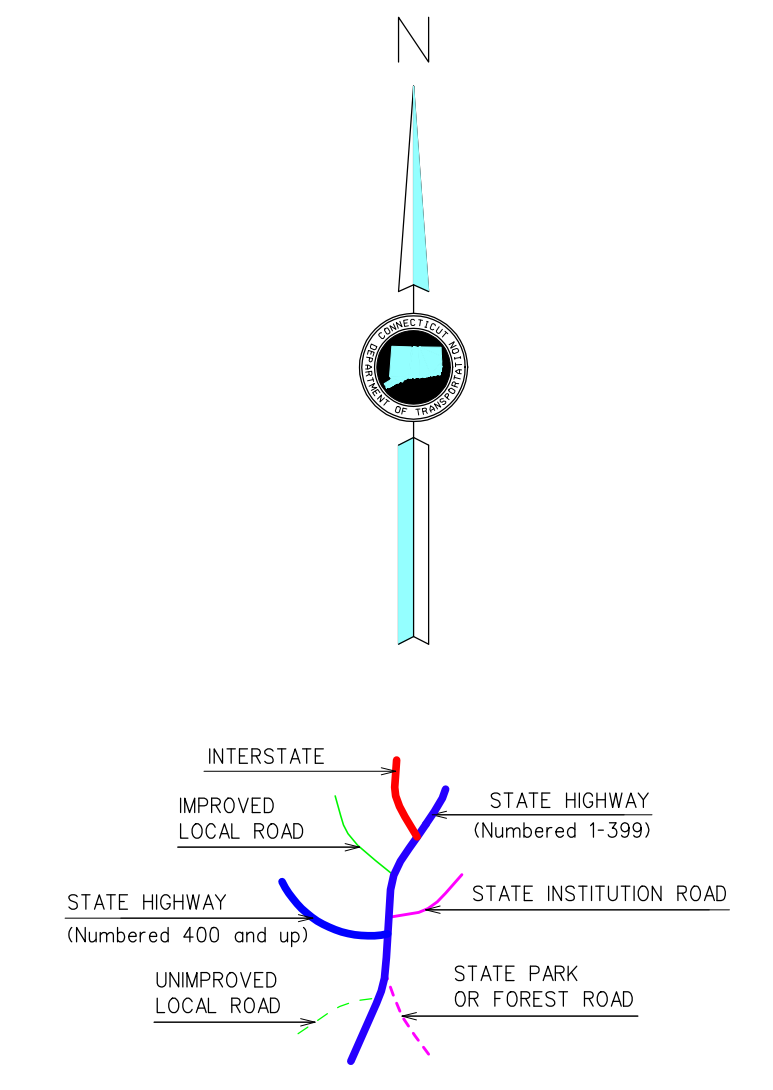 N
CONNECTICUT
DEPARTMENT OF TRANSPORTATION
INTERSTATE
STATE HIGHWAY
(Numbered 1-399)
IMPROVED
LOCAL ROAD
STATE INSTITUTION ROAD
STATE HIGHWAY
(Numbered 400 and up)
STATE PARK
OR FOREST ROAD
UNIMPROVED
LOCAL ROAD